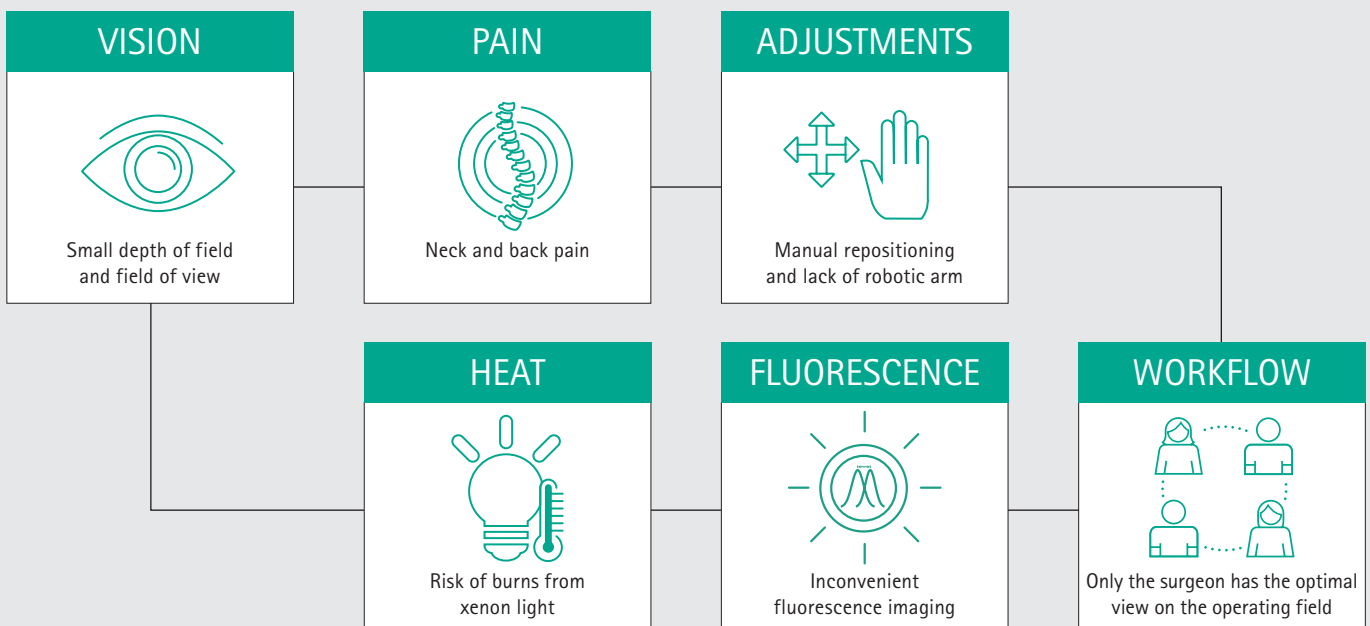 VISION
Small depth of field
and field of view
PAIN
Neck and back pain
ADJUSTMENTS
Manual repositioning
and lack of robotic arm
HEAT
Risk of burns from
xenon light
FLUORESCENCE
Inconvenient
fluorescence imaging
WORKFLOW
Only the surgeon has the optimal
view on the operating field